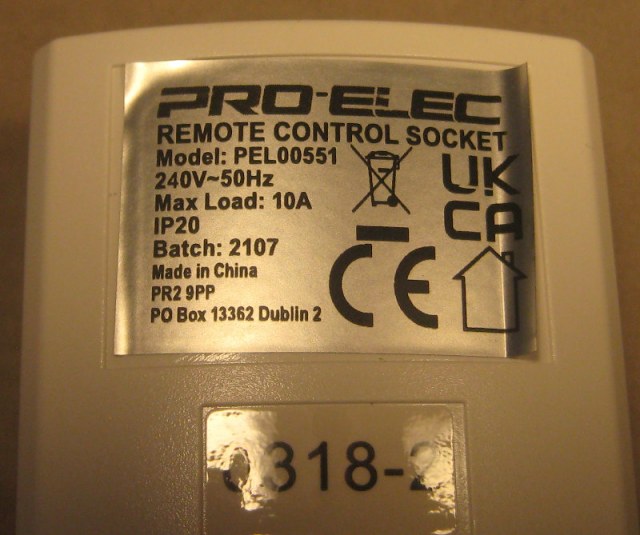 PRO-ELEC
REMOTE CONTROL SOCKET
Model: PEL00551
240V~50Hz
Max Load: 10A
IP20
Batch: 2107
Made in China
PR2 9PP
PO Box 13362 Dublin 2
UK
CA
CE